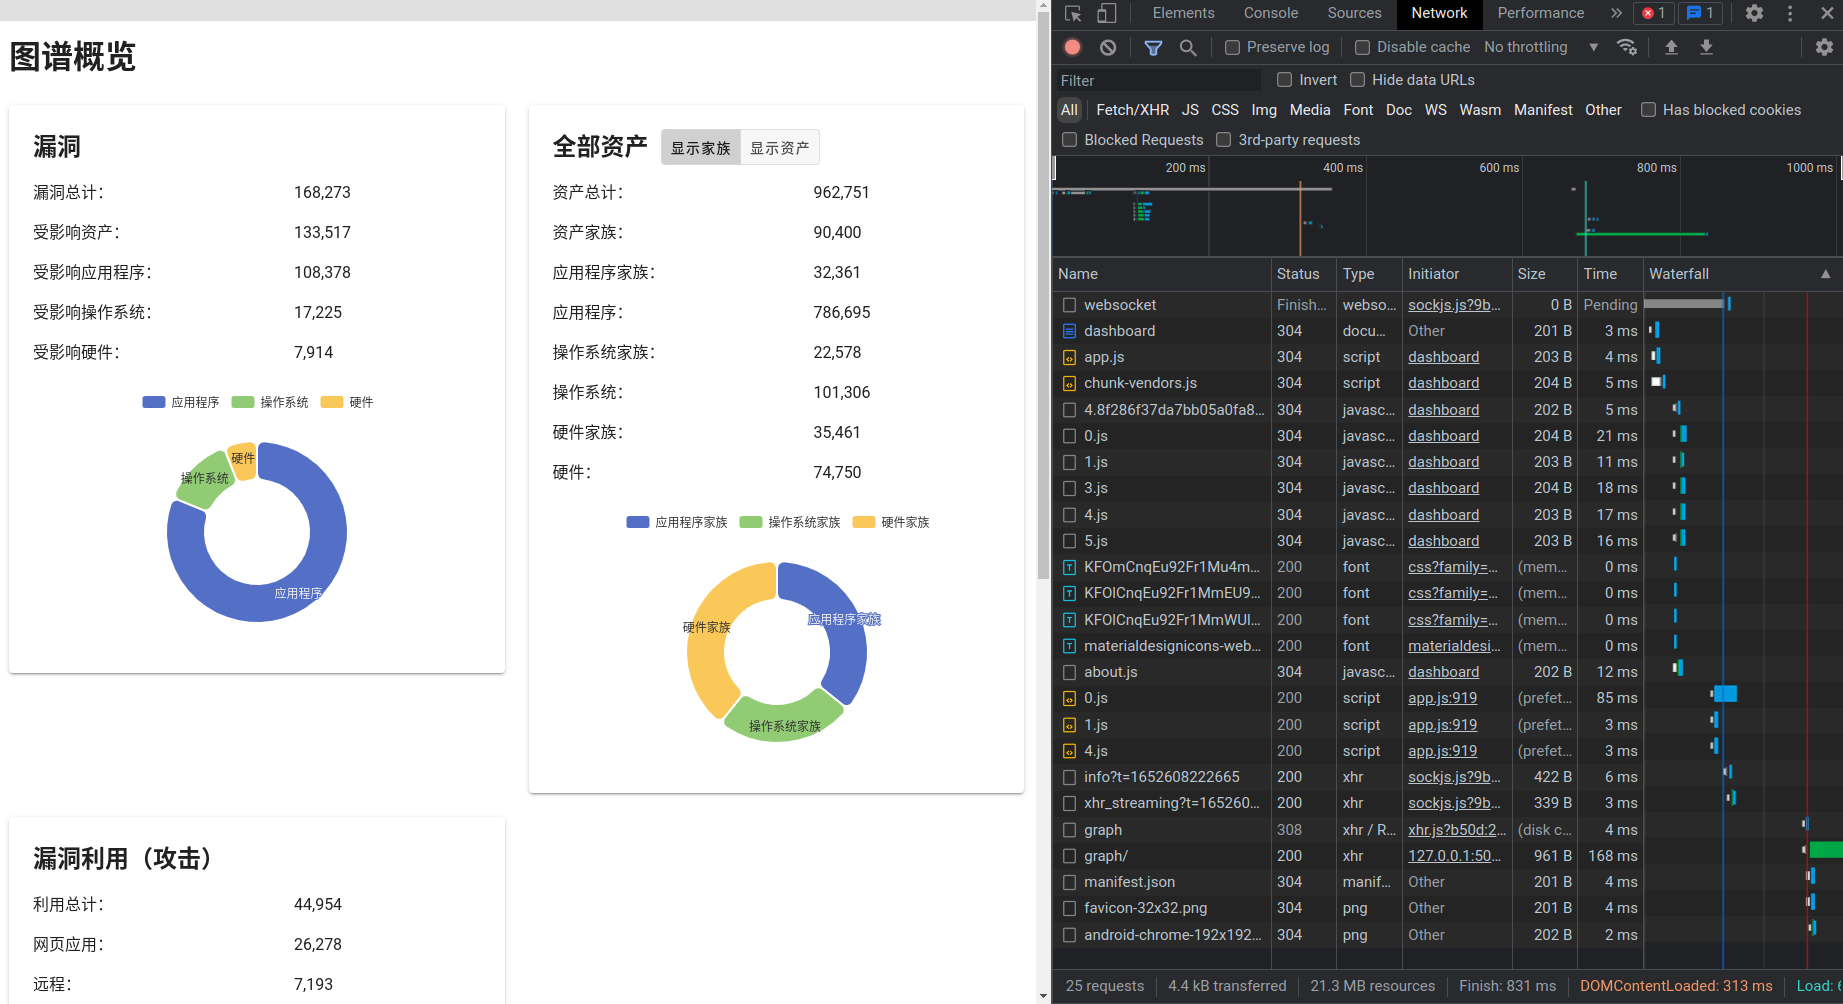 图谱概览
漏洞
漏洞总计： 168,273
受影响资产： 133,517
受影响应用程序： 108,378
受影响操作系统： 17,225
受影响硬件： 7,914
应用程序 操作系统 硬件
硬件
操作系统
应用程序
全部资产 显示家族 显示资产
资产总计： 962,751
资产家族： 90,400
应用程序家族： 32,361
应用程序： 786,695
操作系统家族： 22,578
操作系统： 101,306
硬件家族： 35,461
硬件： 74,750
应用程序家族 操作系统家族 硬件家族
应用程序家族
硬件家族
操作系统家族
漏洞利用（攻击）
利用总计： 44,954
网页应用： 26,278
远程： 7,193
Elements Console Sources Network Performance » 1 1
Preserve log Disable cache No throttling
Filter Invert Hide data URLs
All Fetch/XHR JS CSS Img Media Font Doc WS Wasm Manifest Other Has blocked cookies
Blocked Requests 3rd-party requests
200 ms 400 ms 600 ms 800 ms 1000 ms
Name Status Type Initiator Size Time Waterfall
websocket Finish... webso... sockjs.js?9b... 0 B Pending
dashboard 304 docu... Other 201 B 3 ms
app.js 304 script dashboard 203 B 4 ms
chunk-vendors.js 304 script dashboard 204 B 5 ms
4.8f286f37da7bb05a0fa8... 304 javasc... dashboard 202 B 5 ms
0.js 304 javasc... dashboard 204 B 21 ms
1.js 304 javasc... dashboard 203 B 11 ms
3.js 304 javasc... dashboard 204 B 18 ms
4.js 304 javasc... dashboard 203 B 17 ms
5.js 304 javasc... dashboard 203 B 16 ms
KFOmCnqEu92Fr1Mu4m... 200 font css?family=... (mem... 0 ms
KFOlCnqEu92Fr1MmEU9... 200 font css?family=... (mem... 0 ms
KFOlCnqEu92Fr1MmWUl... 200 font css?family=... (mem... 0 ms
materialdesignicons-web... 200 font materialdesi... (mem... 0 ms
about.js 304 javasc... dashboard 202 B 12 ms
0.js 200 script app.js:919 (prefet... 85 ms
1.js 200 script app.js:919 (prefet... 3 ms
4.js 200 script app.js:919 (prefet... 3 ms
info?t=1652608222665 200 xhr sockjs.js?9b... 422 B 6 ms
xhr_streaming?t=165260... 200 xhr sockjs.js?9b... 339 B 3 ms
graph 308 xhr / R... xhr.js?b50d:2... (disk c... 4 ms
graph/ 200 xhr 127.0.0.1:50... 961 B 168 ms
manifest.json 304 manif... Other 201 B 4 ms
favicon-32x32.png 304 png Other 201 B 4 ms
android-chrome-192x192... 304 png Other 202 B 2 ms
25 requests 4.4 kB transferred 21.3 MB resources Finish: 831 ms DOMContentLoaded: 313 ms Load: